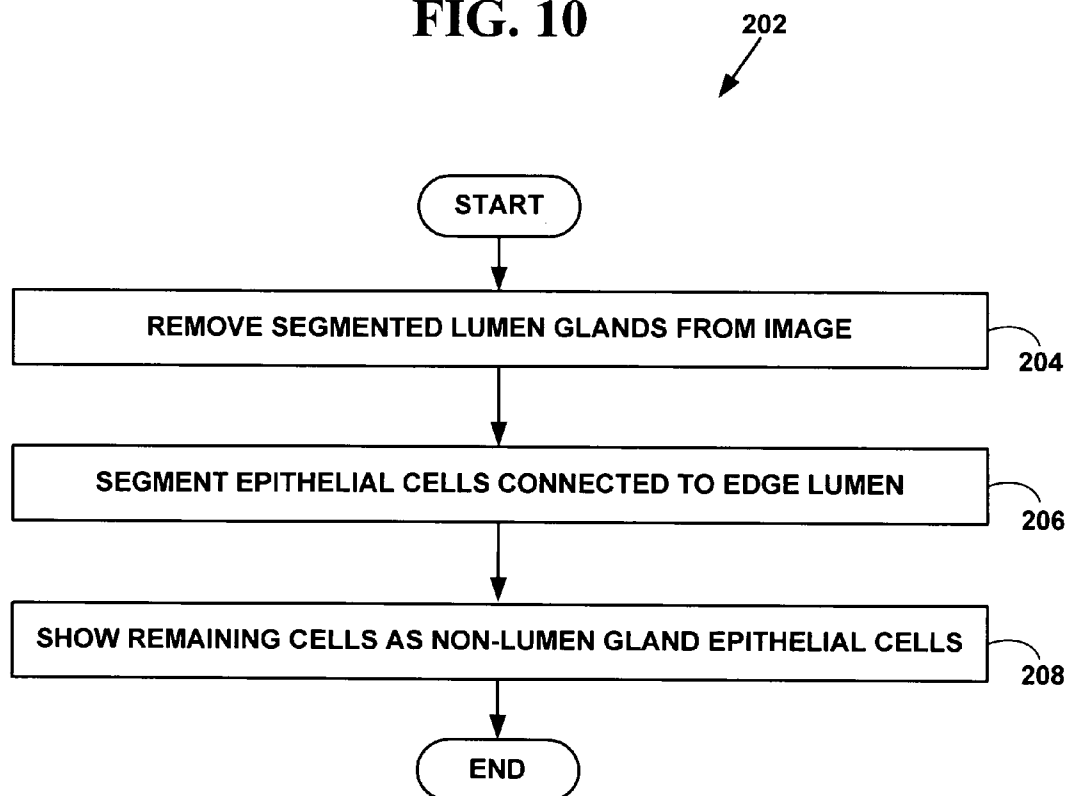 FIG. 10
202
START
REMOVE SEGMENTED LUMEN GLANDS FROM IMAGE
204
SEGMENT EPITHELIAL CELLS CONNECTED TO EDGE LUMEN
206
SHOW REMAINING CELLS AS NON-LUMEN GLAND EPITHELIAL CELLS
208
END